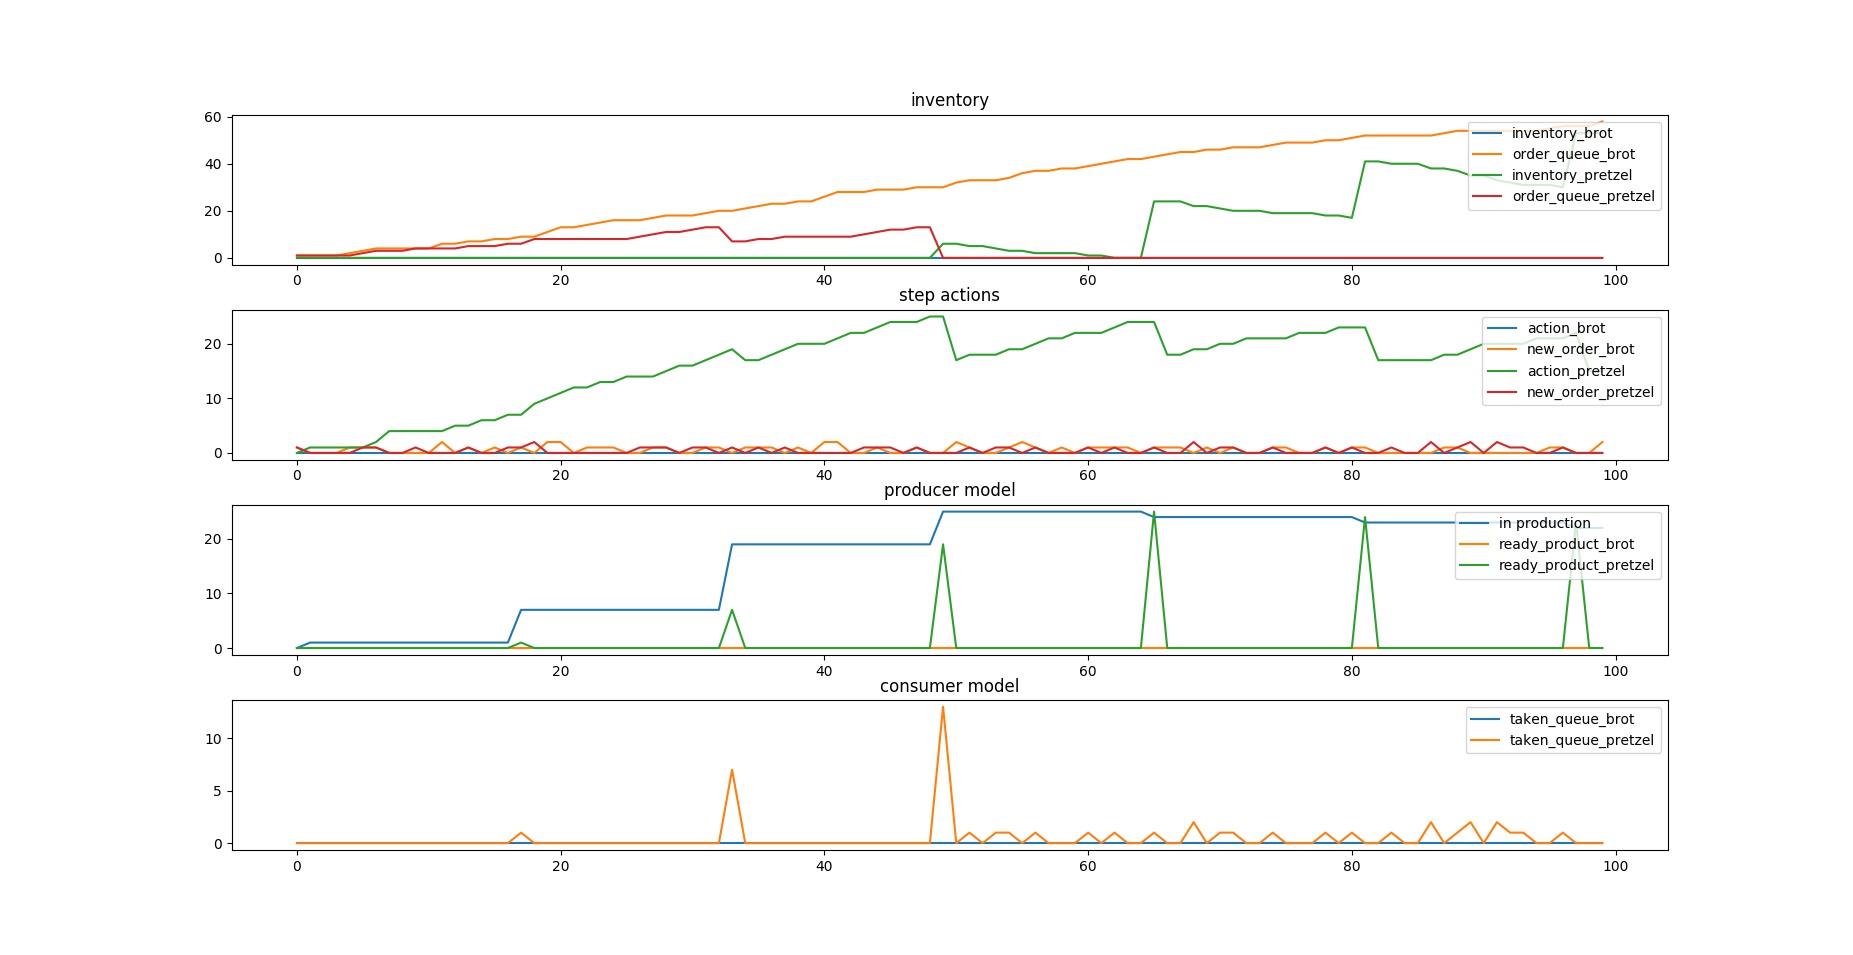 inventory
60
40
20
0
inventory_brot
order_queue_brot
inventory_pretzel
order_queue_pretzel
0 20 40 60 80 100
step actions
20
10
0
action_brot
new_order_brot
action_pretzel
new_order_pretzel
0 20 40 60 80 100
producer model
20
10
0
in production
ready_product_brot
ready_product_pretzel
0 20 40 60 80 100
consumer model
10
5
0
taken_queue_brot
taken_queue_pretzel
0 20 40 60 80 100